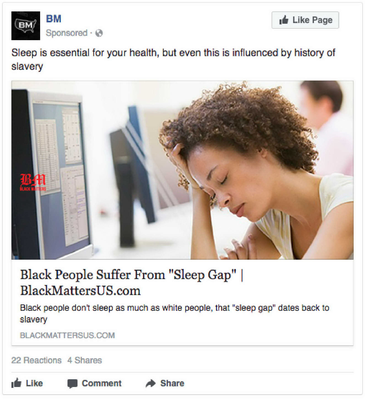 BM
BM
Like Page
Sponsored ·
Sleep is essential for your health, but even this is influenced by history of
slavery
BM
Black People Suffer From "Sleep Gap" |
BlackMattersUS.com
Black people don't sleep as much as white people, that "sleep gap" dates back to
slavery
BLACKMATTERSUS.COM
22 Reactions 4 Shares
Like Comment Share